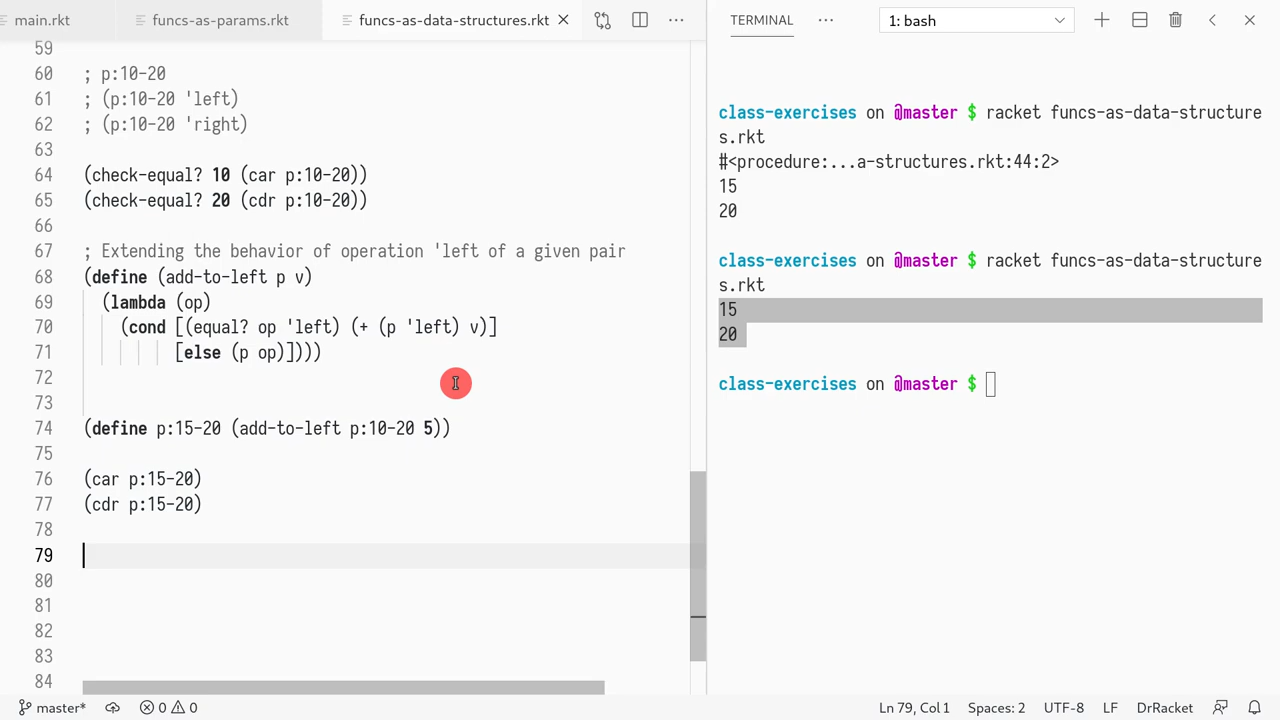 main.rkt funcs-as-params.rkt funcs-as-data-structures.rkt
59
60 ; p:10-20
61 ; (p:10-20 'left)
62 ; (p:10-20 'right)
63
64 (check-equal? 10 (car p:10-20))
65 (check-equal? 20 (cdr p:10-20))
66
67 ; Extending the behavior of operation 'left of a given pair
68 (define (add-to-left p v)
69 (lambda (op)
70 (cond [(equal? op 'left) (+ (p 'left) v)]
71 [else (p op)])))
72
73
74 (define p:15-20 (add-to-left p:10-20 5))
75
76 (car p:15-20)
77 (cdr p:15-20)
78
79
80
81
82
83
84
TERMINAL 1: bash
class-exercises on @master $ racket funcs-as-data-structure
s.rkt
#<procedure:...a-structures.rkt:44:2>
15
20
class-exercises on @master $ racket funcs-as-data-structure
s.rkt
15
20
class-exercises on @master $
master* 0 0 Ln 79, Col 1 Spaces: 2 UTF-8 LF DrRacket